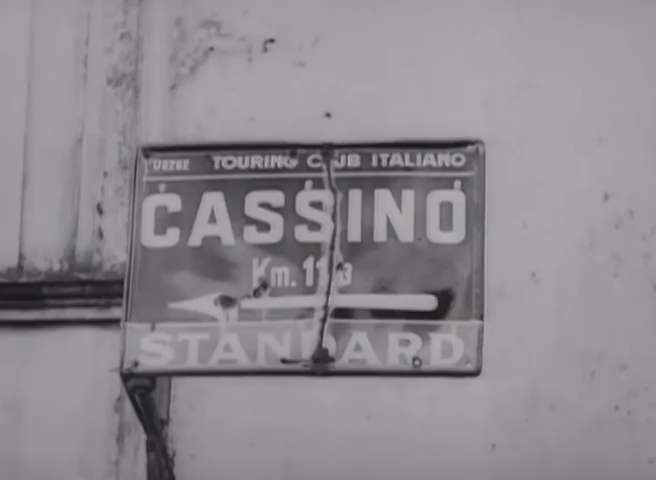 TOURING CLUB ITALIANO
CASSINO
Km.
STANDARD